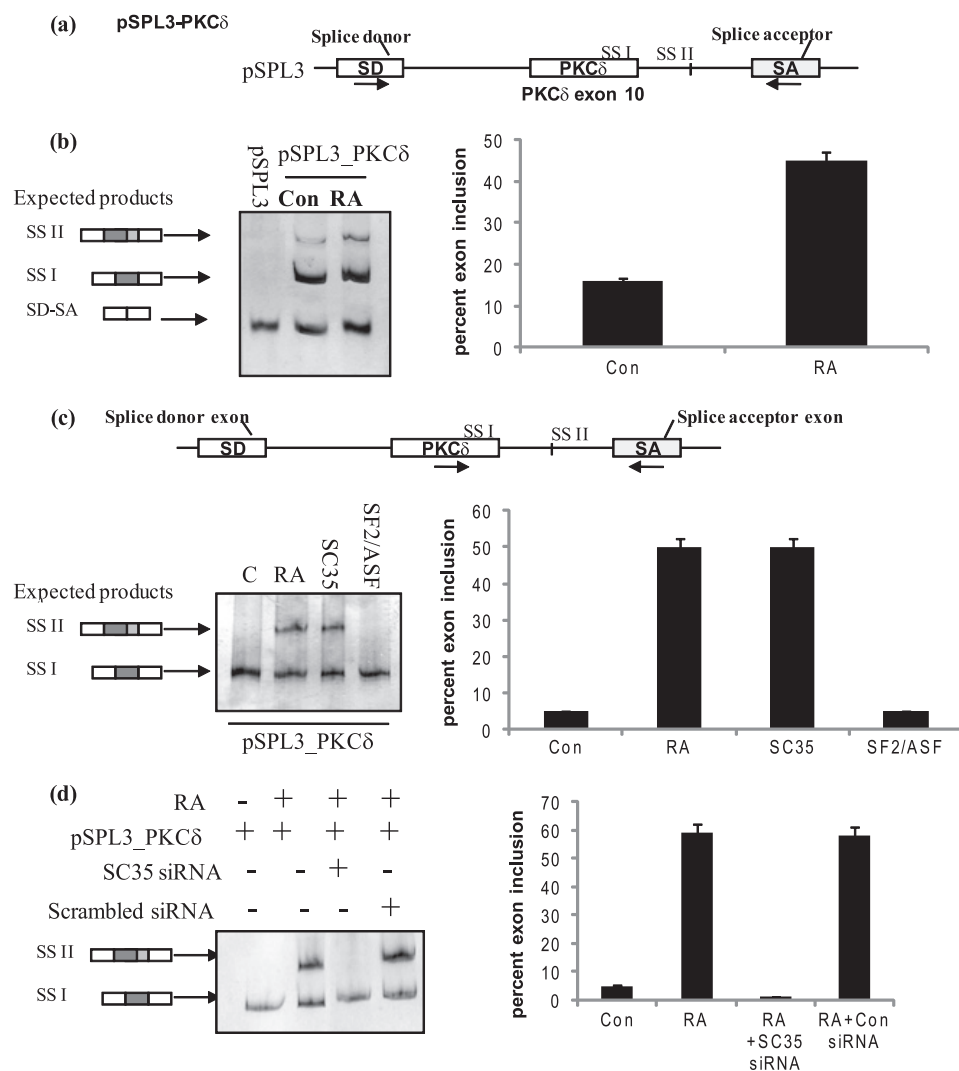 (a) pSPL3-PKCδ
Splice donor
Splice acceptor
SS I
SS II
pSPL3
SD
PKCδ
SA
PKCδ exon 10
(b)
pSPL3
pSPL3_PKCδ
Con RA
Expected products
SS II
SS I
SD-SA
percent exon inclusion
50
45
40
35
30
25
20
15
10
5
0
Con
RA
(c)
Splice donor exon
Splice acceptor exon
SS I
SS II
SD
PKCδ
SA
C RA SC35 SF2/ASF
Expected products
SS II
SS I
pSPL3_PKCδ
percent exon inclusion
60
50
40
30
20
10
0
Con
RA
SC35
SF2/ASF
(d)
RA - + + +
pSPL3_PKCδ + + + +
SC35 siRNA - - + -
Scrambled siRNA - - - +
SS II
SS I
percent exon inclusion
70
60
50
40
30
20
10
0
Con
RA
RA
+SC35
siRNA
RA+Con
siRNA